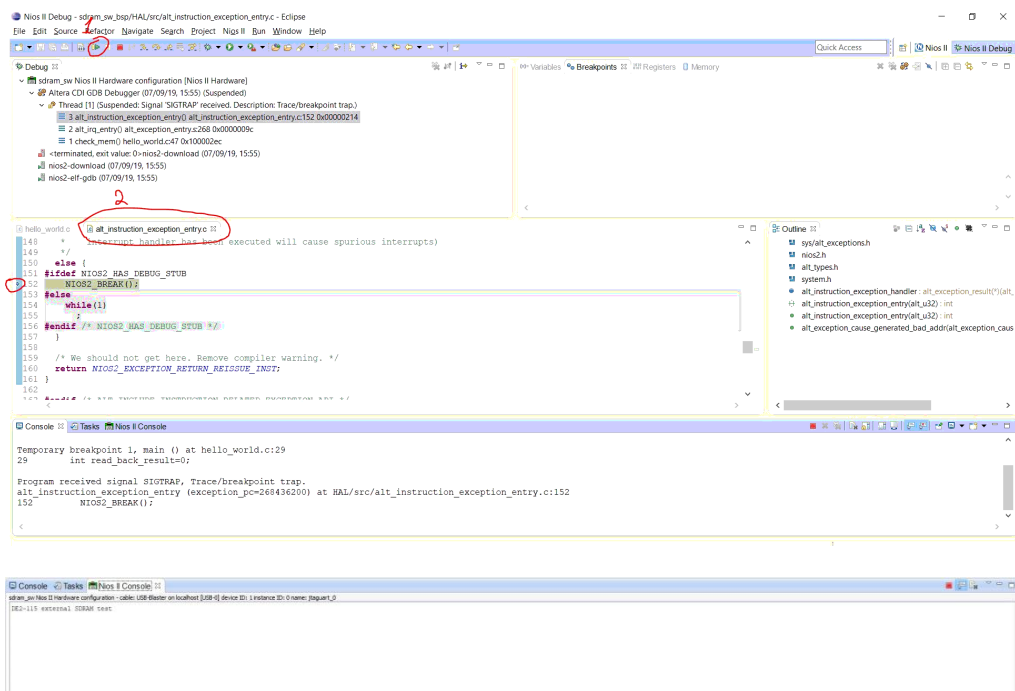 Nios II Debug - sdram_sw_bsp/HAL/src/alt_instruction_exception_entry.c - Eclipse
1
File Edit Source Refactor Navigate Search Project Nios II Run Window Help
Quick Access Nios II Nios II Debug
Debug
Variables Breakpoints Registers Memory
sdram_sw Nios II Hardware configuration [Nios II Hardware]
Altera CDI GDB Debugger (07/09/19, 15:55) (Suspended)
Thread [1] (Suspended: Signal 'SIGTRAP' received. Description: Trace/breakpoint trap.)
3 alt_instruction_exception_entry() alt_instruction_exception_entry.c:152 0x00000214
2 alt_irq_entry() alt_exception_entry.s:268 0x0000009c
1 check_mem() hello_world.c:47 0x100002ec
<terminated, exit value: 0>nios2-download (07/09/19, 15:55)
nios2-download (07/09/19, 15:55)
nios2-elf-gdb (07/09/19, 15:55)
2
hello_world.c alt_instruction_exception_entry.c
148 * interrupt handler has been executed will cause spurious interrupts)
149 */
150 else {
151 #ifdef NIOS2_HAS_DEBUG_STUB
152 NIOS2_BREAK();
153 #else
154 while(1)
155 ;
156 #endif /* NIOS2_HAS_DEBUG_STUB */
157 }
158
159 /* We should not get here. Remove compiler warning. */
160 return NIOS2_EXCEPTION_RETURN_REISSUE_INST;
161 }
162
163 #endif /* ALT_INCLUDE_INSTRUCTION_RELATED_EXCEPTION_API */
Outline
sys/alt_exceptions.h
nios2.h
alt_types.h
system.h
alt_instruction_exception_handler : alt_exception_result(*)(alt_
alt_instruction_exception_entry(alt_u32) : int
alt_instruction_exception_entry(alt_u32) : int
alt_exception_cause_generated_bad_addr(alt_exception_caus
Console Tasks Nios II Console
Temporary breakpoint 1, main () at hello_world.c:29
29 int read_back_result=0;
Program received signal SIGTRAP, Trace/breakpoint trap.
alt_instruction_exception_entry (exception_pc=268436200) at HAL/src/alt_instruction_exception_entry.c:152
152 NIOS2_BREAK();
Console Tasks Nios II Console
sdram_sw Nios II Hardware configuration - cable: USB-Blaster on localhost [USB-0] device ID: 1 instance ID: 0 name: jtaguart_0
DE2-115 external SDRAM test